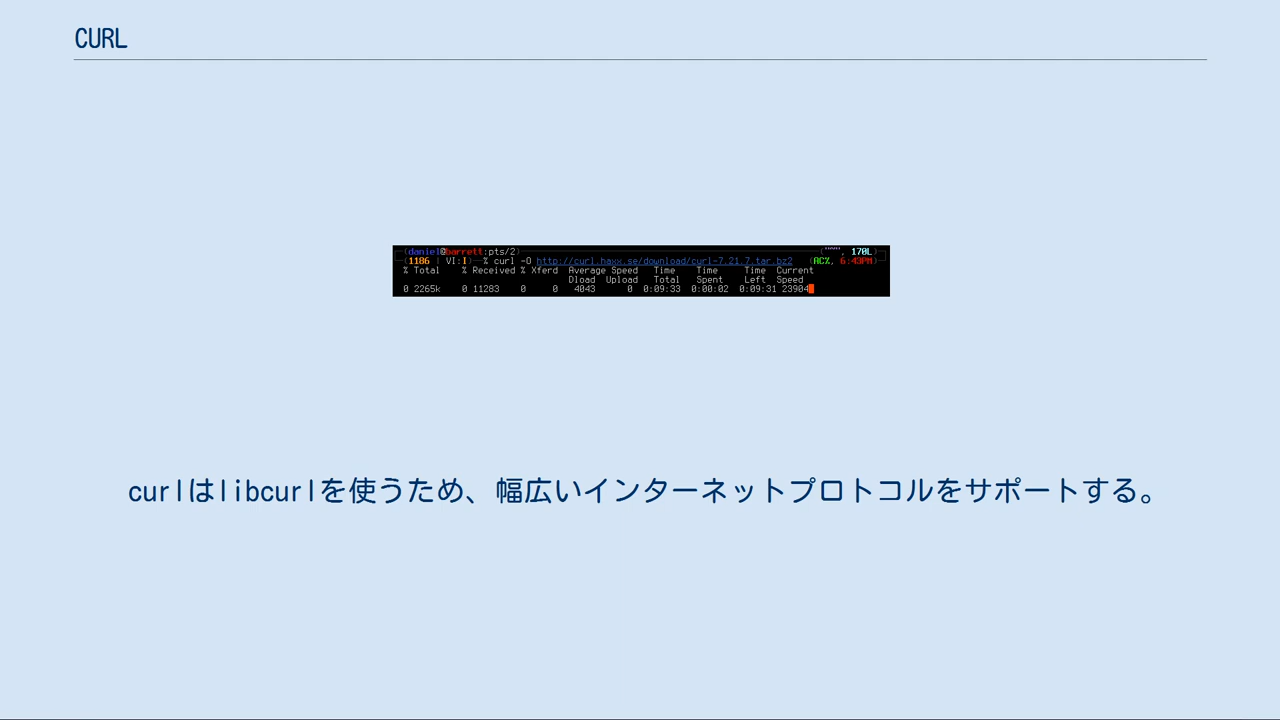 CURL
(daniel@barrett:pts/2) , 170L)
(1186 | VI:I)—% curl -O http://curl.haxx.se/download/curl-7.21.7.tar.bz2 (AC%, 6:43PM)
% Total % Received % Xferd Average Speed Time Time Time Current
Dload Upload Total Spent Left Speed
0 2265k 0 11283 0 0 4043 0 0:09:33 0:00:02 0:09:31 23904
curlはlibcurlを使うため、幅広いインターネットプロトコルをサポートする。